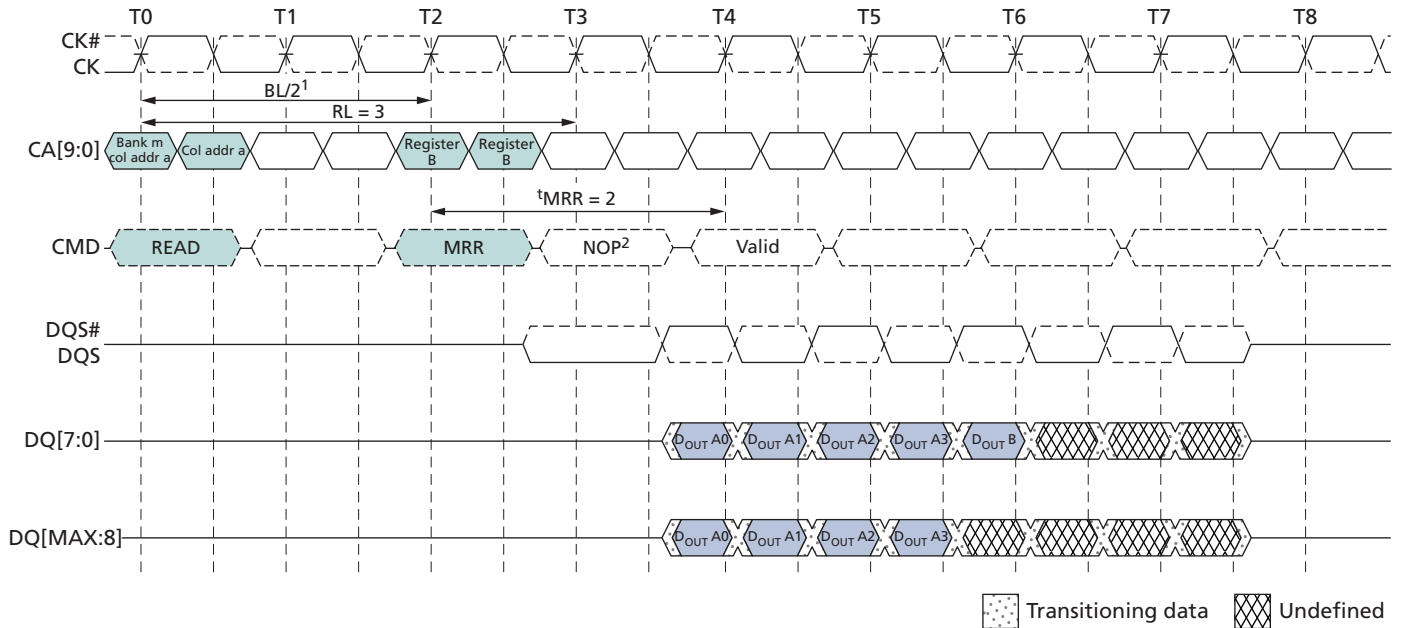 T0 T1 T2 T3 T4 T5 T6 T7 T8
CK#
CK
BL/2¹
RL = 3
CA[9:0]
Bank m
col addr a
Col addr a
Register
B
Register
B
ᵗMRR = 2
CMD READ MRR NOP² Valid
DQS#
DQS
DQ[7:0] DOUT A0 DOUT A1 DOUT A2 DOUT A3 DOUT B
DQ[MAX:8] DOUT A0 DOUT A1 DOUT A2 DOUT A3
Transitioning data Undefined